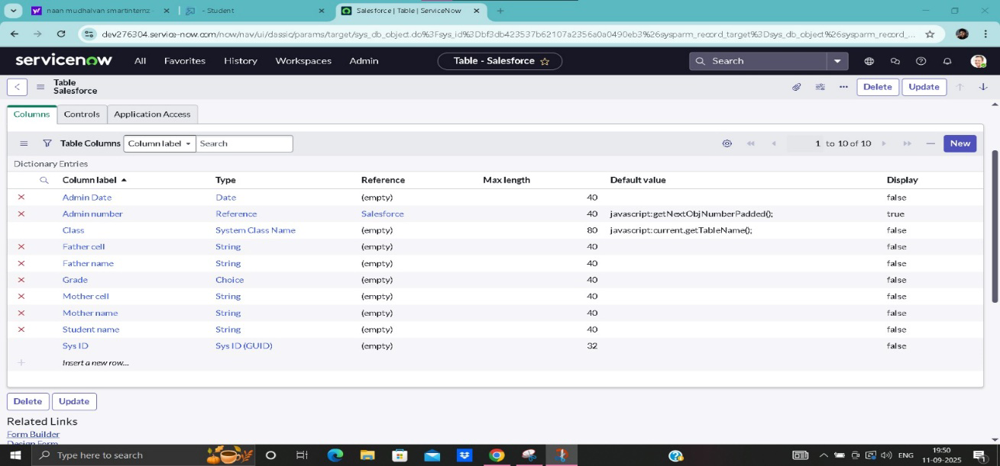 naan mudhalvan smartinternz - Student Salesforce | Table | ServiceNow
dev276304.service-now.com/now/nav/ui/classic/params/target/sys_db_object.do%3Fsys_id%3Dbf3db423537b62107a2356a0a0490eb3%26sysparm_record_target%3Dsys_db_object%26sysparm_record_...
servicenow All Favorites History Workspaces Admin Table - Salesforce Search
Table
Salesforce
Delete Update
Columns Controls Application Access
Table Columns Column label Search 1 to 10 of 10 New
Dictionary Entries
Column label Type Reference Max length Default value Display
Admin Date Date (empty) 40 false
Admin number Reference Salesforce 40 javascript:getNextObjNumberPadded(); true
Class System Class Name (empty) 80 javascript:current.getTableName(); false
Father cell String (empty) 40 false
Father name String (empty) 40 false
Grade Choice (empty) 40 false
Mother cell String (empty) 40 false
Mother name String (empty) 40 false
Student name String (empty) 40 false
Sys ID Sys ID (GUID) (empty) 32 false
Insert a new row...
Delete Update
Related Links
Form Builder
Design Form
Type here to search ENG 19:50
11-09-2025